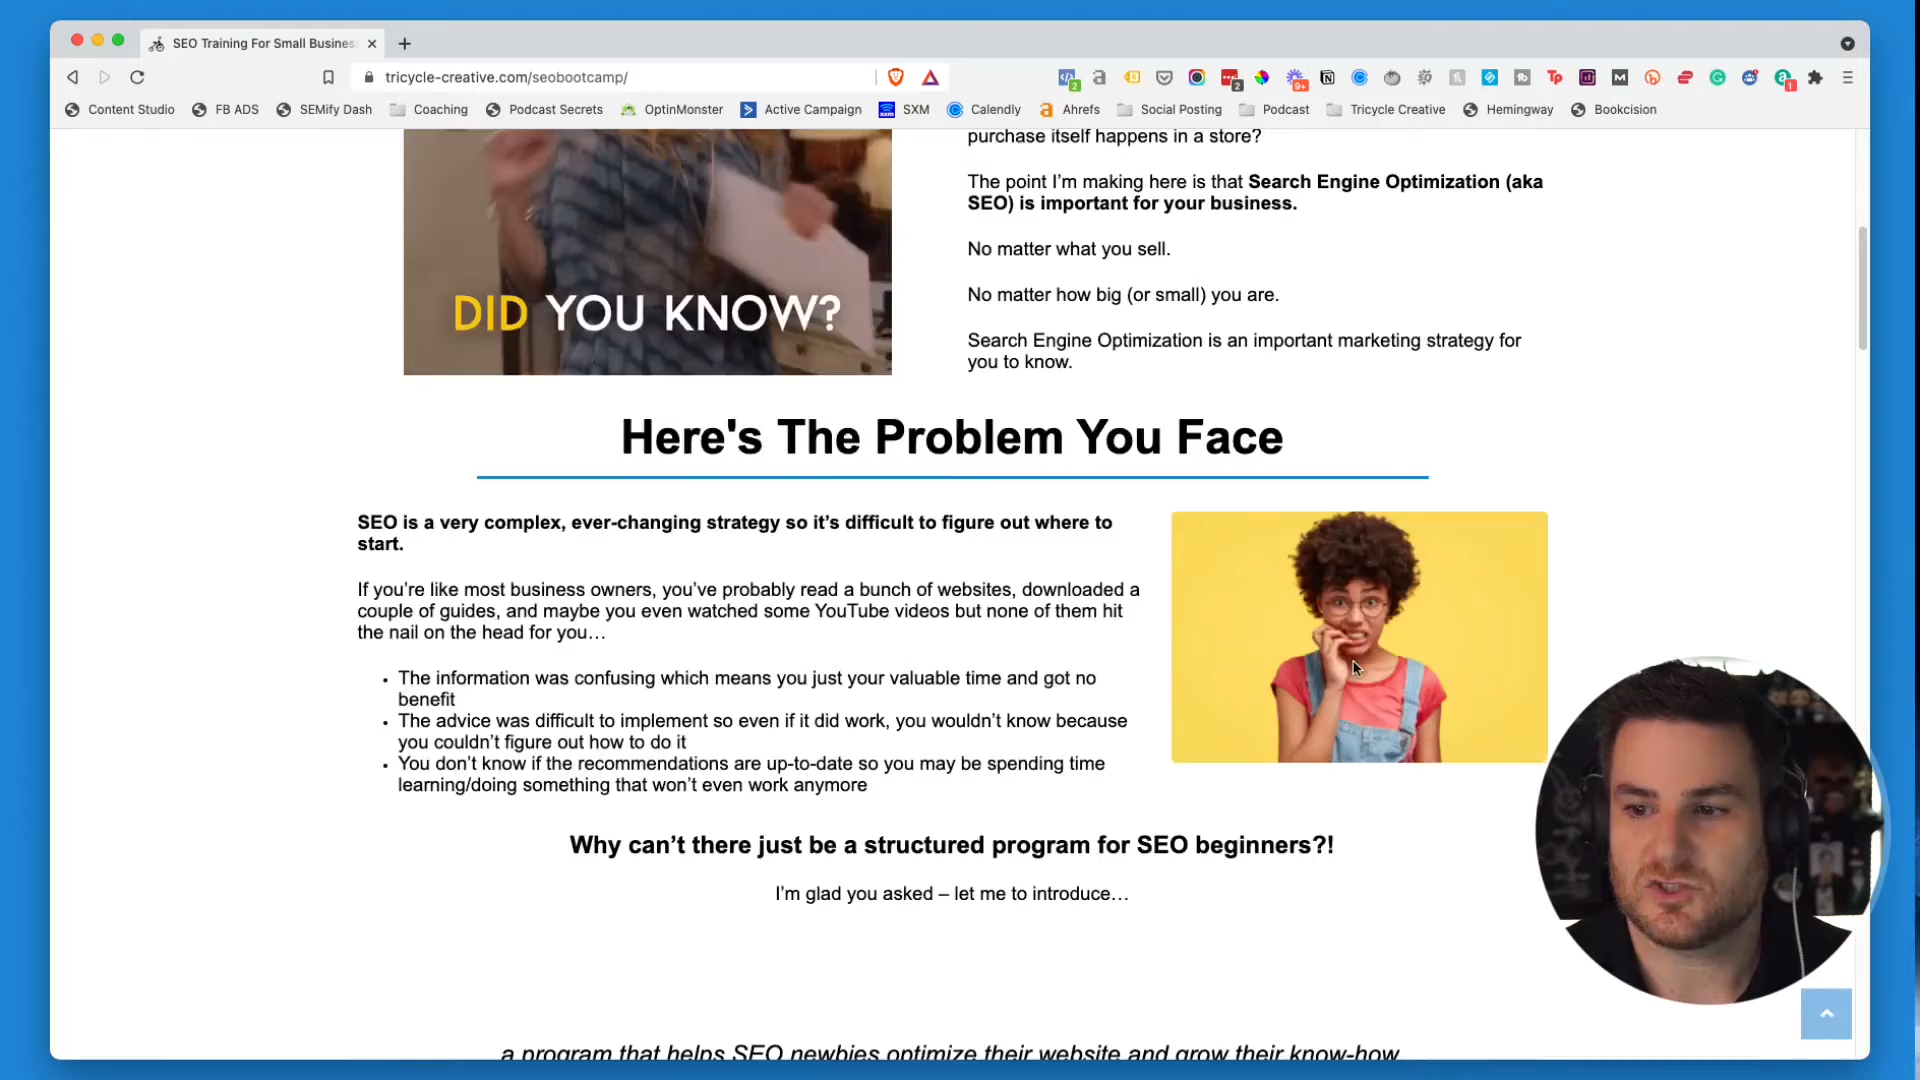 SEO Training For Small Busines
tricycle-creative.com/seobootcamp/
2
2
9+
Tp
M
1
Content Studio
FB ADS
SEMify Dash
Coaching
Podcast Secrets
OptinMonster
Active Campaign
SXM
Calendly
Ahrefs
Social Posting
Podcast
Tricycle Creative
Hemingway
Bookcision
DID YOU KNOW?
purchase itself happens in a store?
The point I’m making here is that Search Engine Optimization (aka
SEO) is important for your business.
No matter what you sell.
No matter how big (or small) you are.
Search Engine Optimization is an important marketing strategy for
you to know.
Here's The Problem You Face
SEO is a very complex, ever-changing strategy so it’s difficult to figure out where to
start.
If you’re like most business owners, you’ve probably read a bunch of websites, downloaded a
couple of guides, and maybe you even watched some YouTube videos but none of them hit
the nail on the head for you…
• The information was confusing which means you just your valuable time and got no
benefit
• The advice was difficult to implement so even if it did work, you wouldn’t know because
you couldn’t figure out how to do it
• You don’t know if the recommendations are up-to-date so you may be spending time
learning/doing something that won’t even work anymore
Why can’t there just be a structured program for SEO beginners?!
I’m glad you asked – let me to introduce…
a program that helps SEO newbies optimize their website and grow their know-how